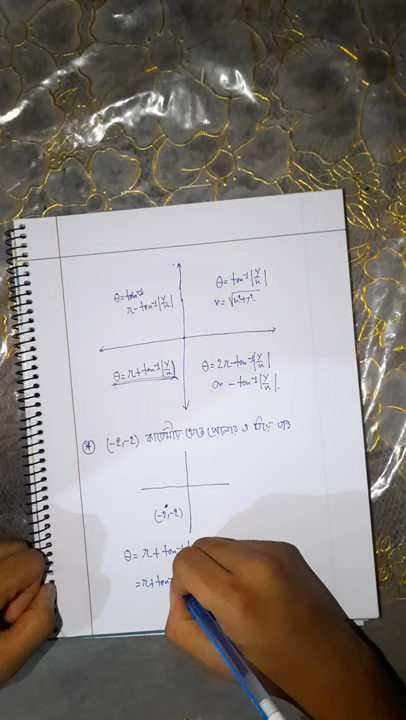 θ = tan⁻¹
π - tan⁻¹|y/x|
θ = tan⁻¹|y/x|
r = √x²+y²
θ = π + tan⁻¹|y/x|
θ = 2π - tan⁻¹|y/x|
or - tan⁻¹|y/x|.
* (-2,-2) কার্তেসীয় থেকে পোলার এ
(-2,-2)
θ = π + tan⁻¹
= π + tan